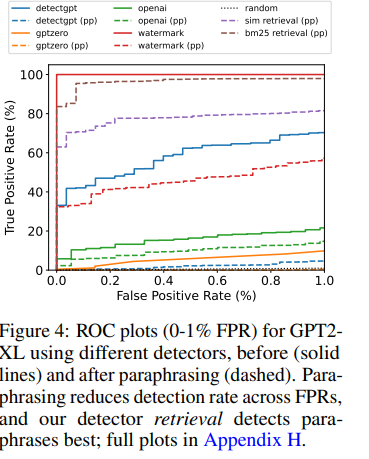 detectgpt openai random
detectgpt (pp) openai (pp) sim retrieval (pp)
gptzero watermark bm25 retrieval (pp)
gptzero (pp) watermark (pp)
100
80
60
40
20
0
True Positive Rate (%)
0.0 0.2 0.4 0.6 0.8 1.0
False Positive Rate (%)
Figure 4: ROC plots (0-1% FPR) for GPT2-
XL using different detectors, before (solid
lines) and after paraphrasing (dashed). Para-
phrasing reduces detection rate across FPRs,
and our detector retrieval detects para-
phrases best; full plots in Appendix H.